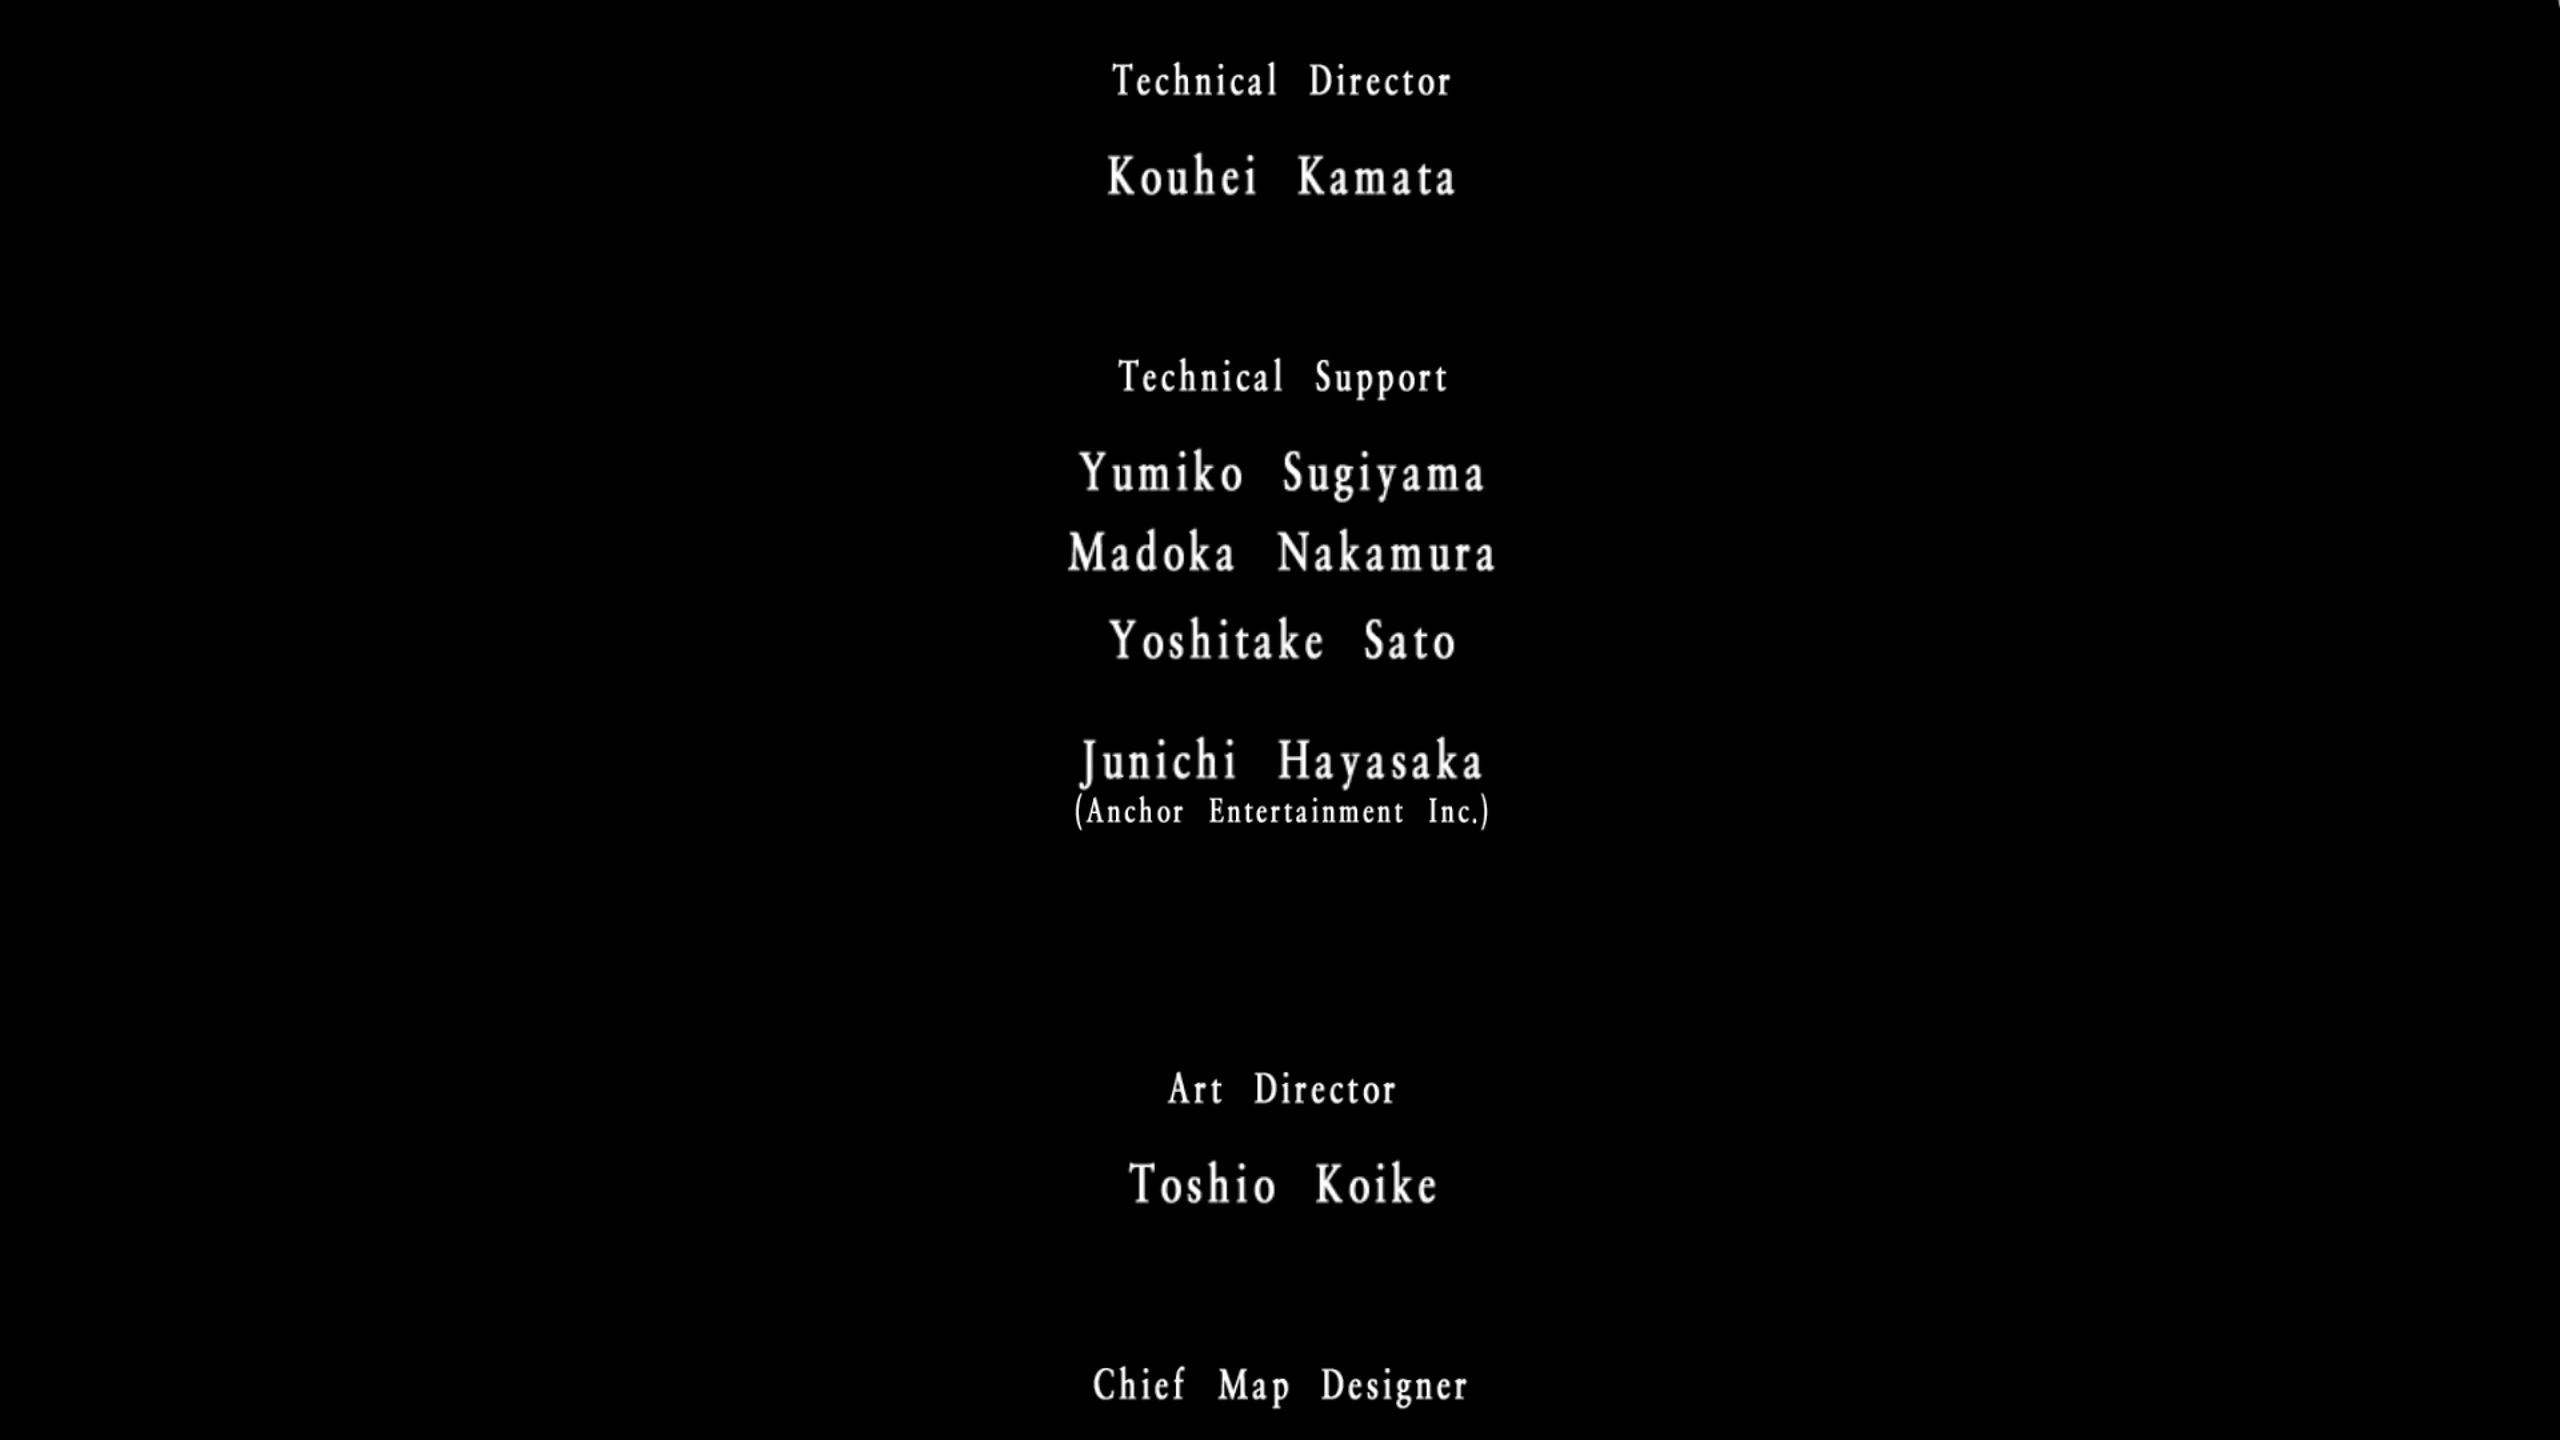 Technical Director
Kouhei Kamata
Technical Support
Yumiko Sugiyama
Madoka Nakamura
Yoshitake Sato
Junichi Hayasaka
(Anchor Entertainment Inc.)
Art Director
Toshio Koike
Chief Map Designer